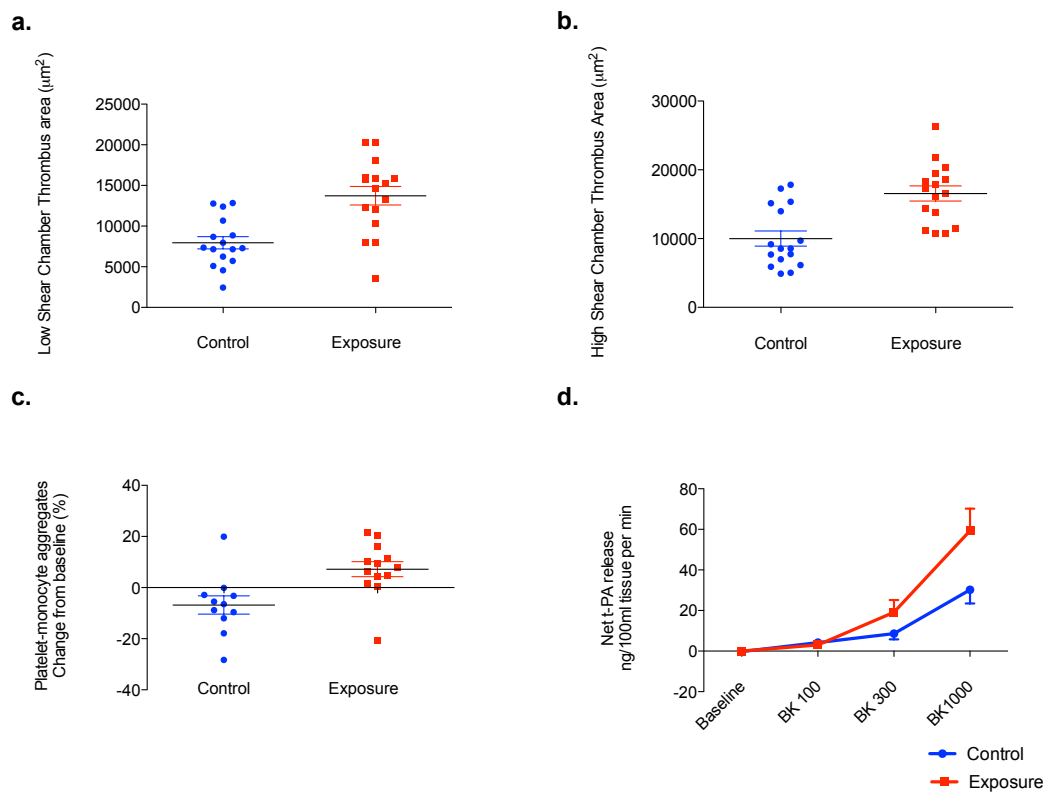 a.
Low Shear Chamber Thrombus area (μm²)
25000
20000
15000
10000
5000
0
Control
Exposure
b.
High Shear Chamber Thrombus Area (μm²)
30000
20000
10000
0
Control
Exposure
c.
Platelet-monocyte aggregates
Change from baseline (%)
40
20
0
-20
-40
Control
Exposure
d.
Net t-PA release
ng/100ml tissue per min
80
60
40
20
0
-20
Baseline
BK 100
BK 300
BK1000
Control
Exposure